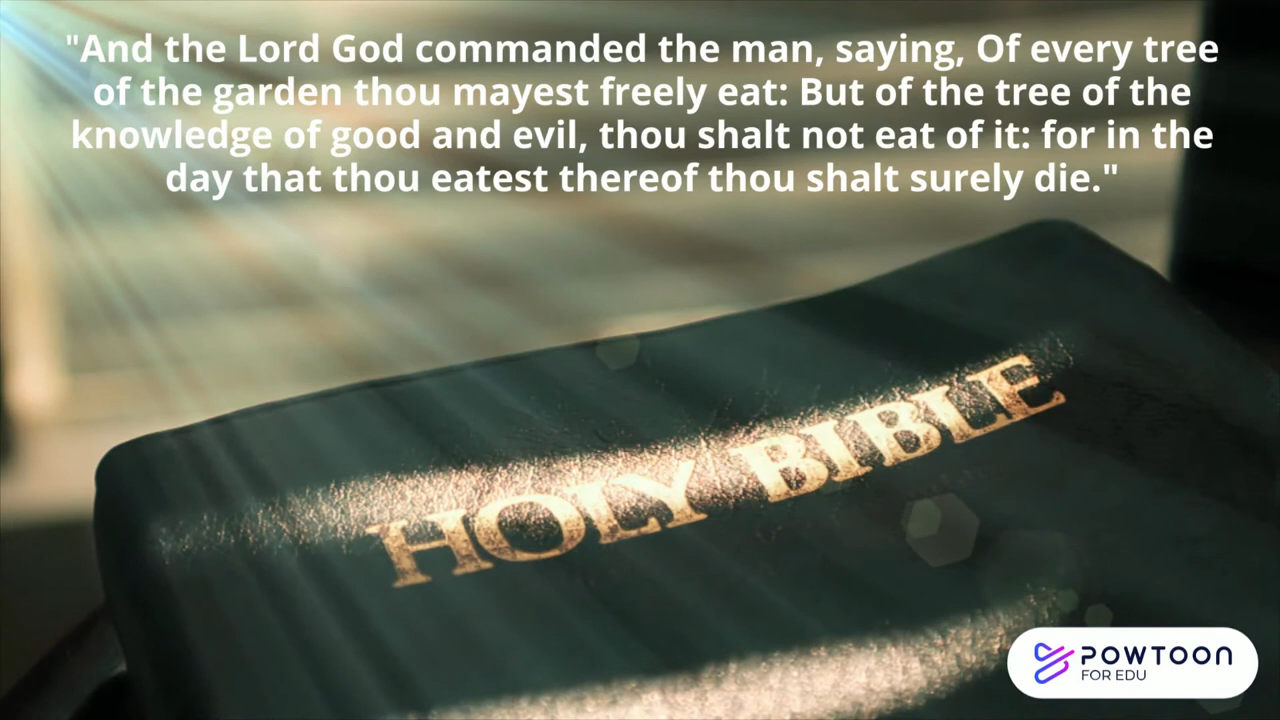 "And the Lord God commanded the man, saying, Of every tree
of the garden thou mayest freely eat: But of the tree of the
knowledge of good and evil, thou shalt not eat of it: for in the
day that thou eatest thereof thou shalt surely die."
HOLY BIBLE
POWTOON
FOR EDU